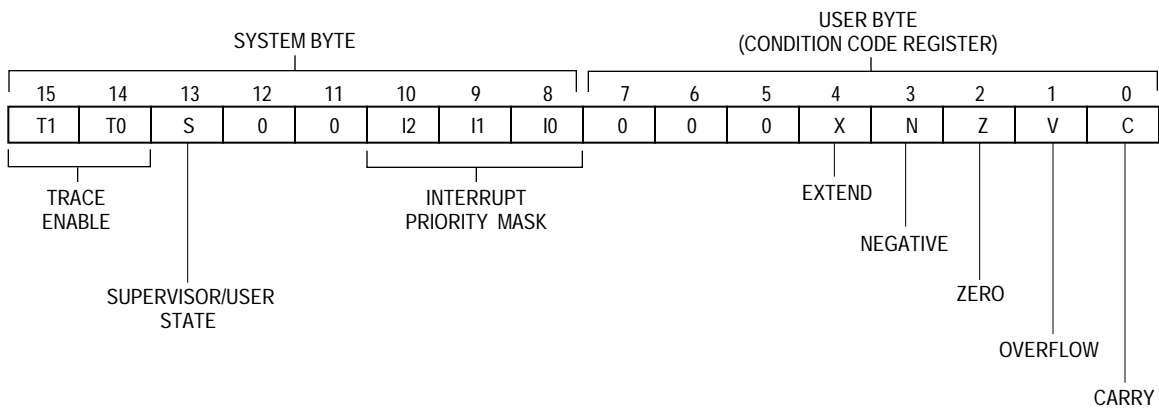 USER BYTE
SYSTEM BYTE
(CONDITION CODE REGISTER)
15 14 13 12 11 10 9 8 7 6 5 4 3 2 1 0
T1 T0 S 0 0 I2 I1 I0 0 0 0 X N Z V C
TRACE
ENABLE
INTERRUPT
PRIORITY MASK
EXTEND
NEGATIVE
SUPERVISOR/USER
STATE
ZERO
OVERFLOW
CARRY